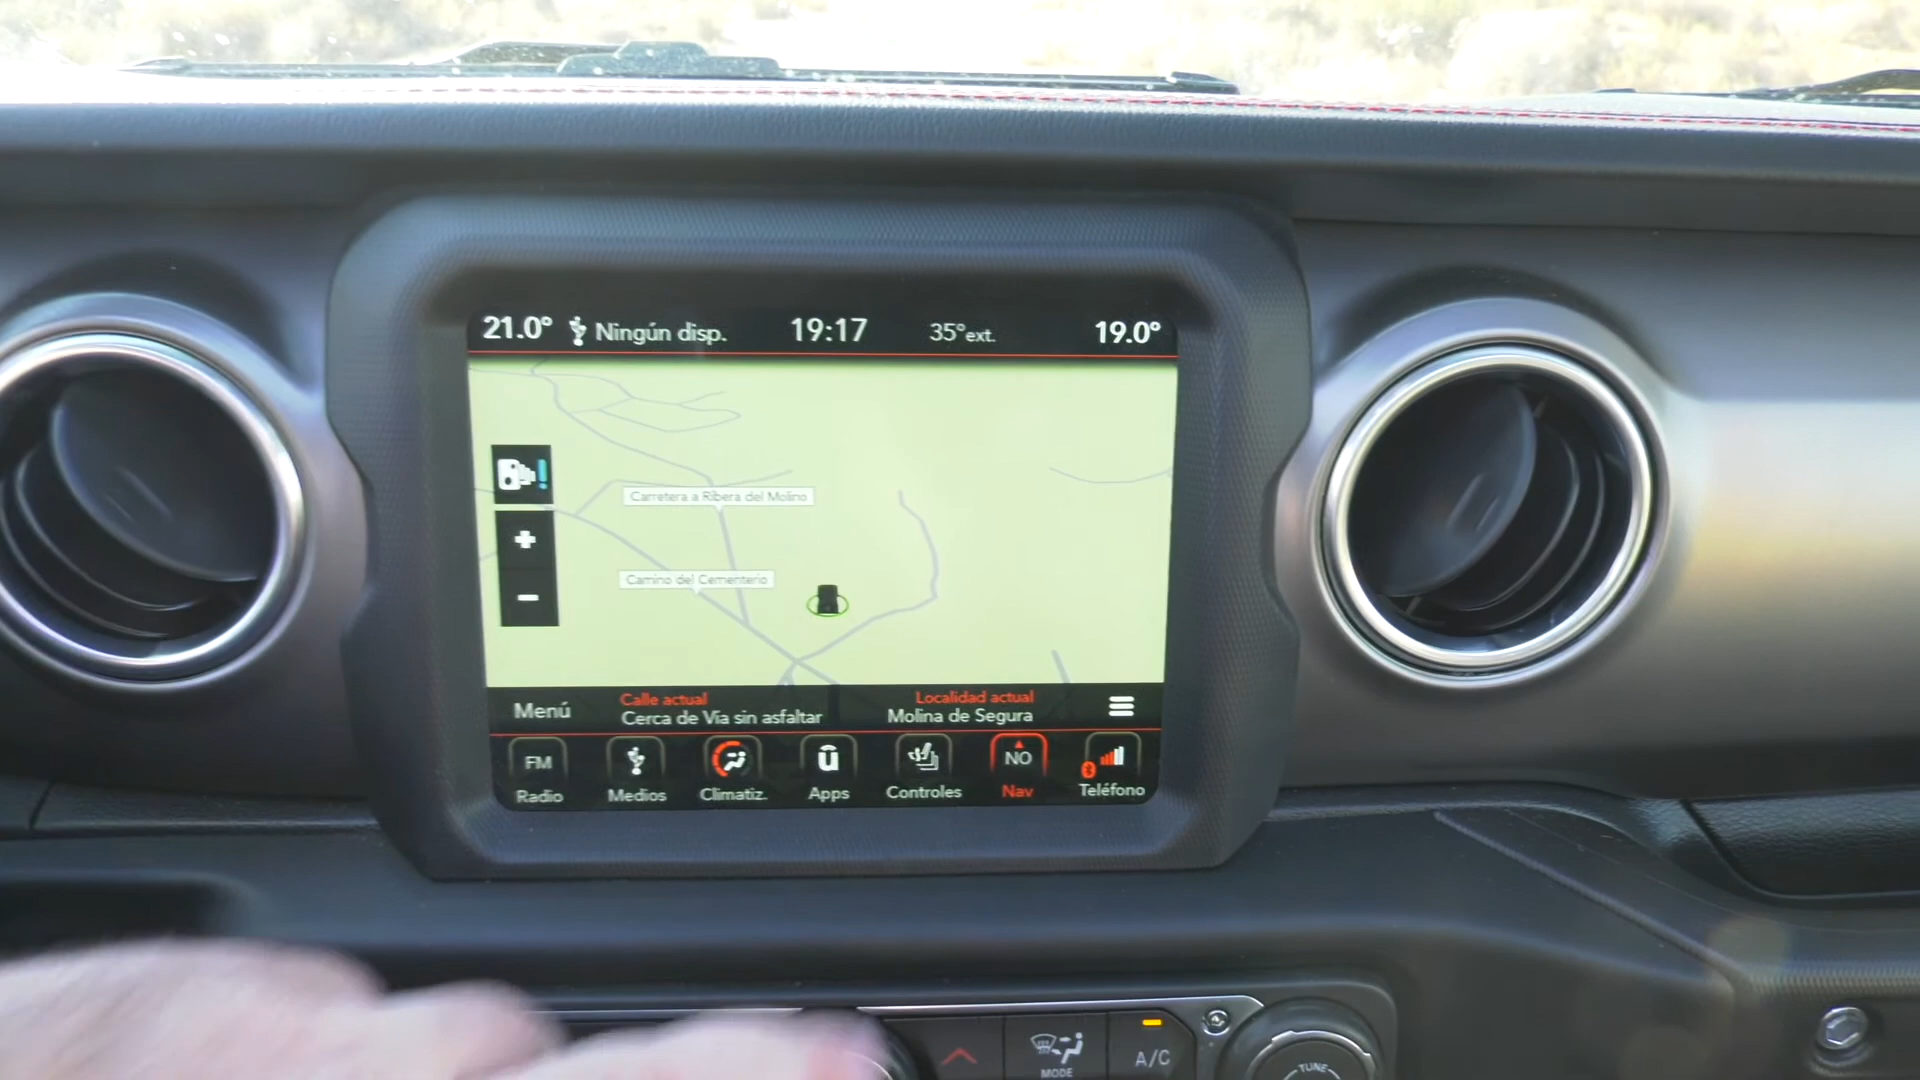 21.0° Ningún disp. 19:17 35°ext. 19.0°
Carretera a Ribera del Molino
Camino del Cementerio
Menú
Calle actual
Cerca de Vía sin asfaltar
Localidad actual
Molina de Segura
FM
Radio
Medios
Climatiz.
û
Apps
Controles
NO
Nav
Teléfono
MODE
A/C
TUNE